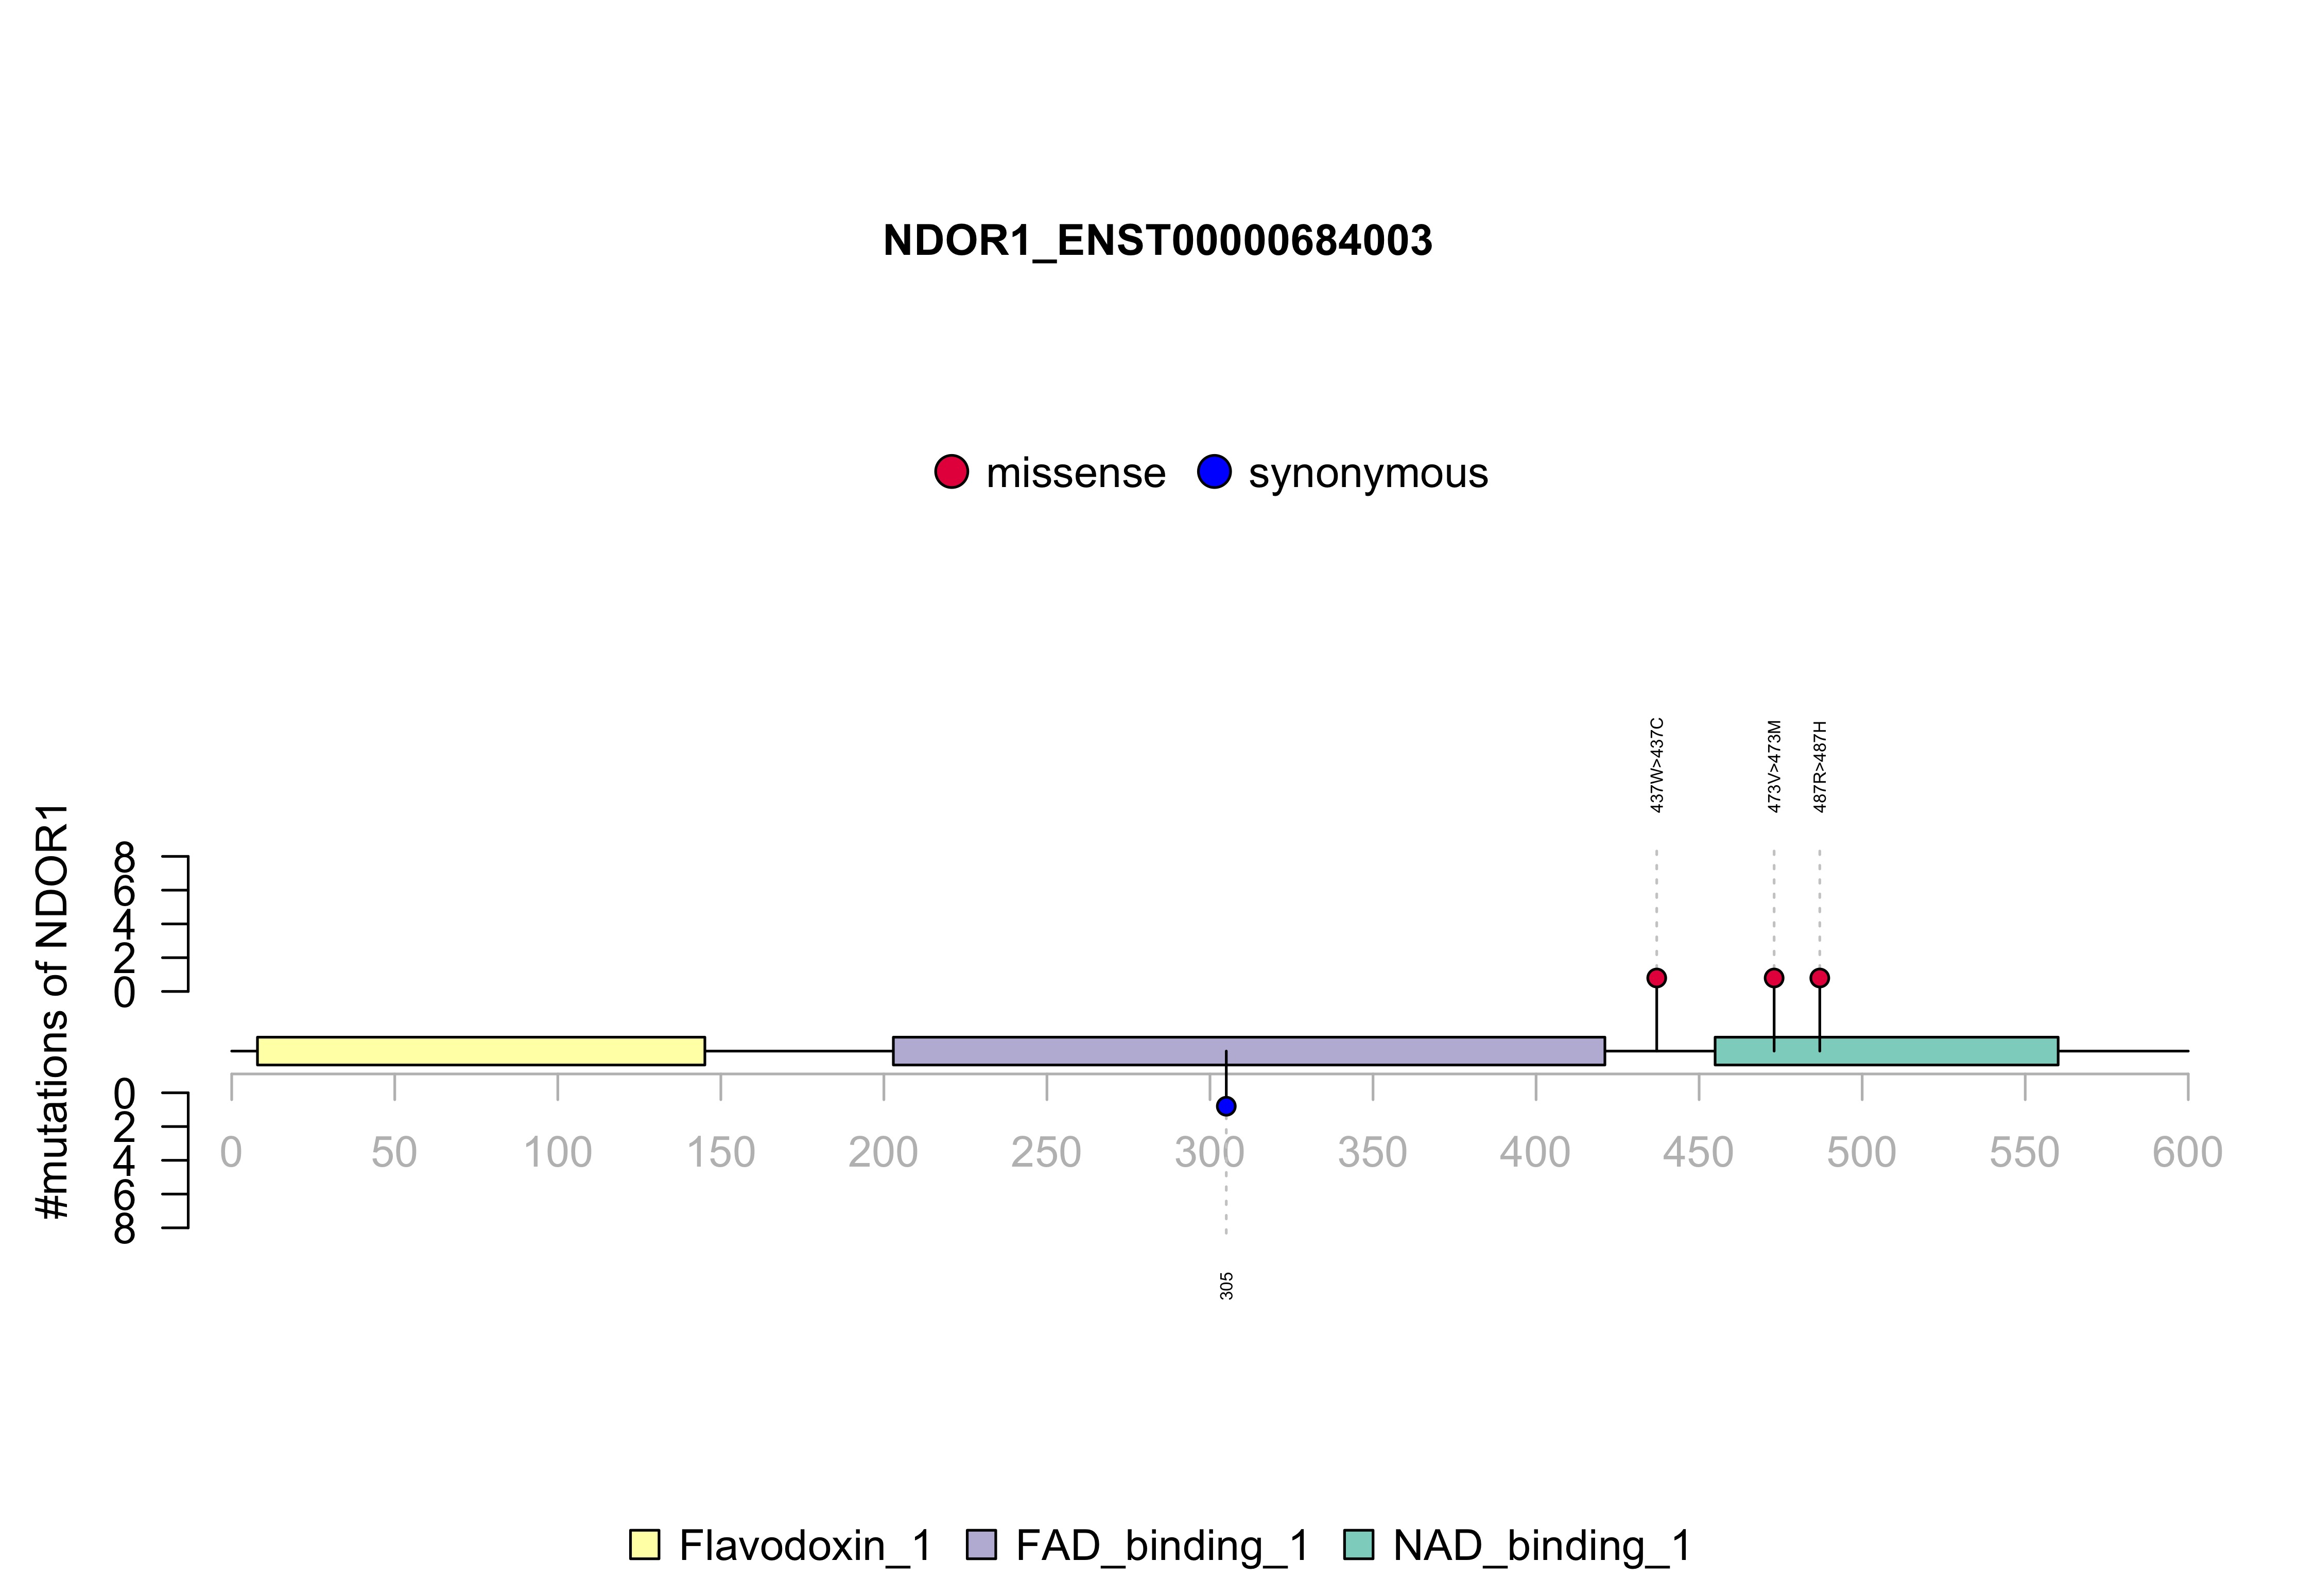 NDOR1_ENST00000684003
missense synonymous
437W>437C 473V>473M 487R>487H
#mutations of NDOR1
8
6
4
2
0
0
2
4
6
8
0 50 100 150 200 250 300 350 400 450 500 550 600
305
Flavodoxin_1 FAD_binding_1 NAD_binding_1